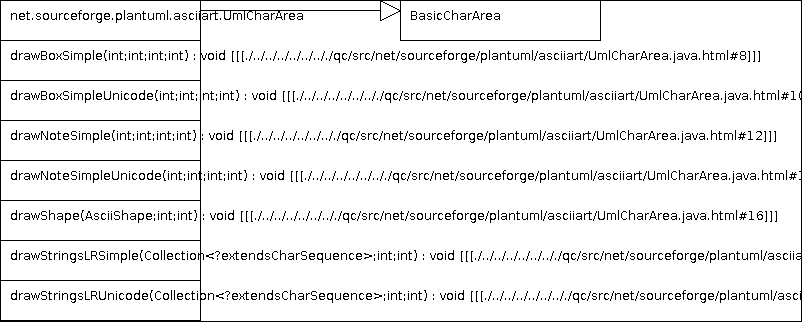 net.sourceforge.plantuml.asciiart.UmlCharArea
BasicCharArea
drawBoxSimple(int;int;int;int) : void [[[./../../../../../../../qc/src/net/sourceforge/plantuml/asciiart/UmlCharArea.java.html#8]]]
drawBoxSimpleUnicode(int;int;int;int) : void [[[./../../../../../../../qc/src/net/sourceforge/plantuml/asciiart/UmlCharArea.java.html#10
drawNoteSimple(int;int;int;int) : void [[[./../../../../../../../qc/src/net/sourceforge/plantuml/asciiart/UmlCharArea.java.html#12]]]
drawNoteSimpleUnicode(int;int;int;int) : void [[[./../../../../../../../qc/src/net/sourceforge/plantuml/asciiart/UmlCharArea.java.html#1
drawShape(AsciiShape;int;int) : void [[[./../../../../../../../qc/src/net/sourceforge/plantuml/asciiart/UmlCharArea.java.html#16]]]
drawStringsLRSimple(Collection<?extendsCharSequence>;int;int) : void [[[./../../../../../../../qc/src/net/sourceforge/plantuml/asciia
drawStringsLRUnicode(Collection<?extendsCharSequence>;int;int) : void [[[./../../../../../../../qc/src/net/sourceforge/plantuml/asci